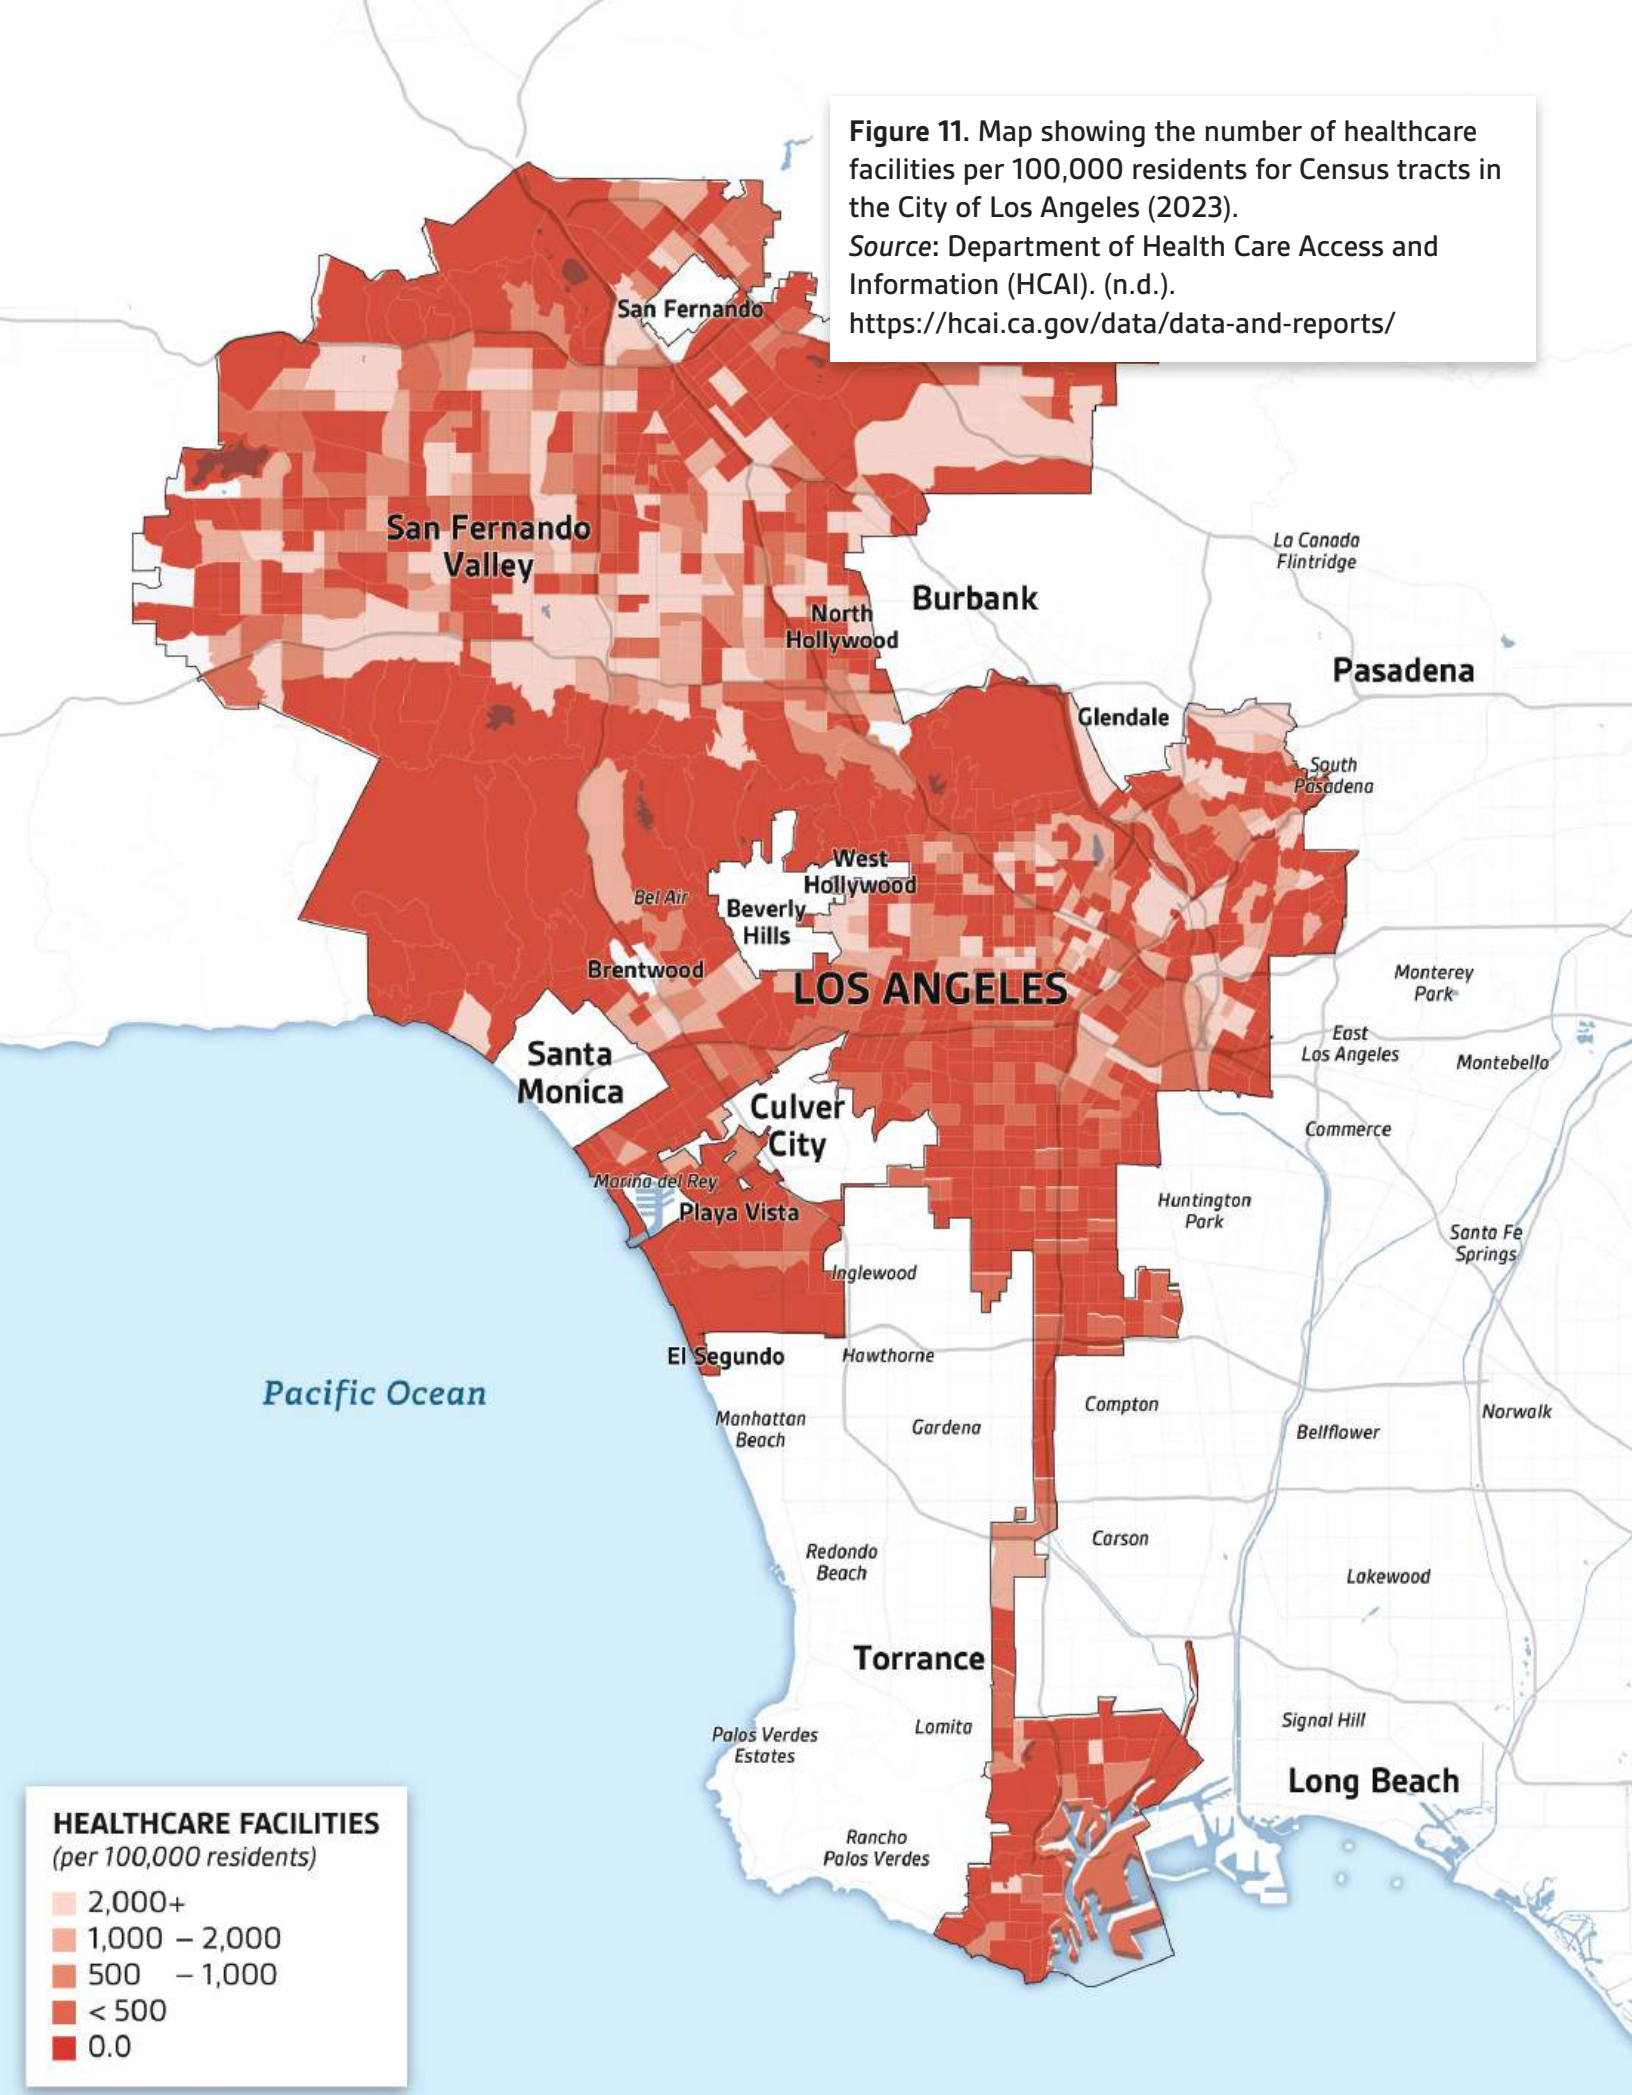 Figure 11. Map showing the number of healthcare
facilities per 100,000 residents for Census tracts in
the City of Los Angeles (2023).
Source: Department of Health Care Access and
Information (HCAI). (n.d.).
https://hcai.ca.gov/data/data-and-reports/
San Fernando
San Fernando
Valley
La Canada
Flintridge
Burbank
North
Hollywood
Pasadena
Glendale
South
Pasadena
West
Hollywood
Bel Air
Beverly
Hills
Brentwood
LOS ANGELES
Monterey
Park
Santa
Monica
East
Los Angeles
Montebello
Culver
City
Commerce
Marina del Rey
Playa Vista
Huntington
Park
Santa Fe
Springs
Inglewood
El Segundo
Hawthorne
Pacific Ocean
Manhattan
Beach
Gardena
Compton
Bellflower
Norwalk
Redondo
Beach
Carson
Lakewood
Torrance
Palos Verdes
Estates
Lomita
Signal Hill
Long Beach
Rancho
Palos Verdes
HEALTHCARE FACILITIES
(per 100,000 residents)
2,000+
1,000 – 2,000
500 – 1,000
< 500
0.0